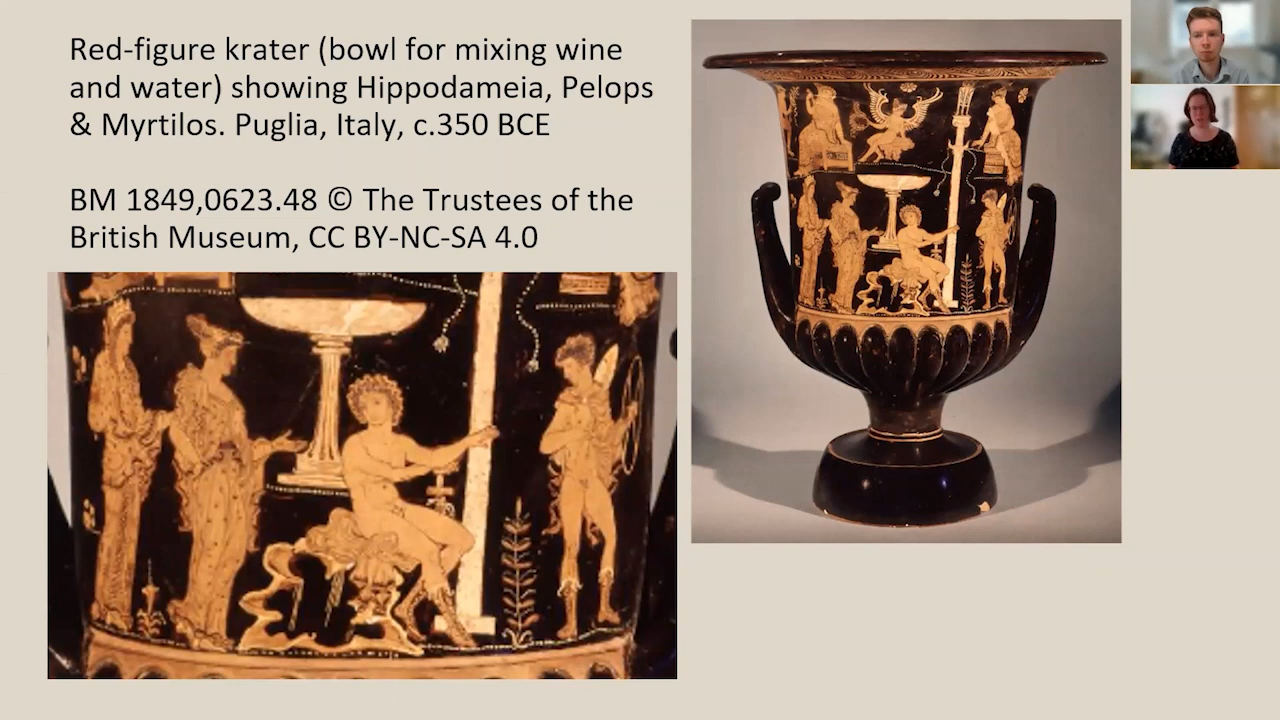 Red-figure krater (bowl for mixing wine
and water) showing Hippodameia, Pelops
& Myrtilos. Puglia, Italy, c.350 BCE
BM 1849,0623.48 © The Trustees of the
British Museum, CC BY-NC-SA 4.0